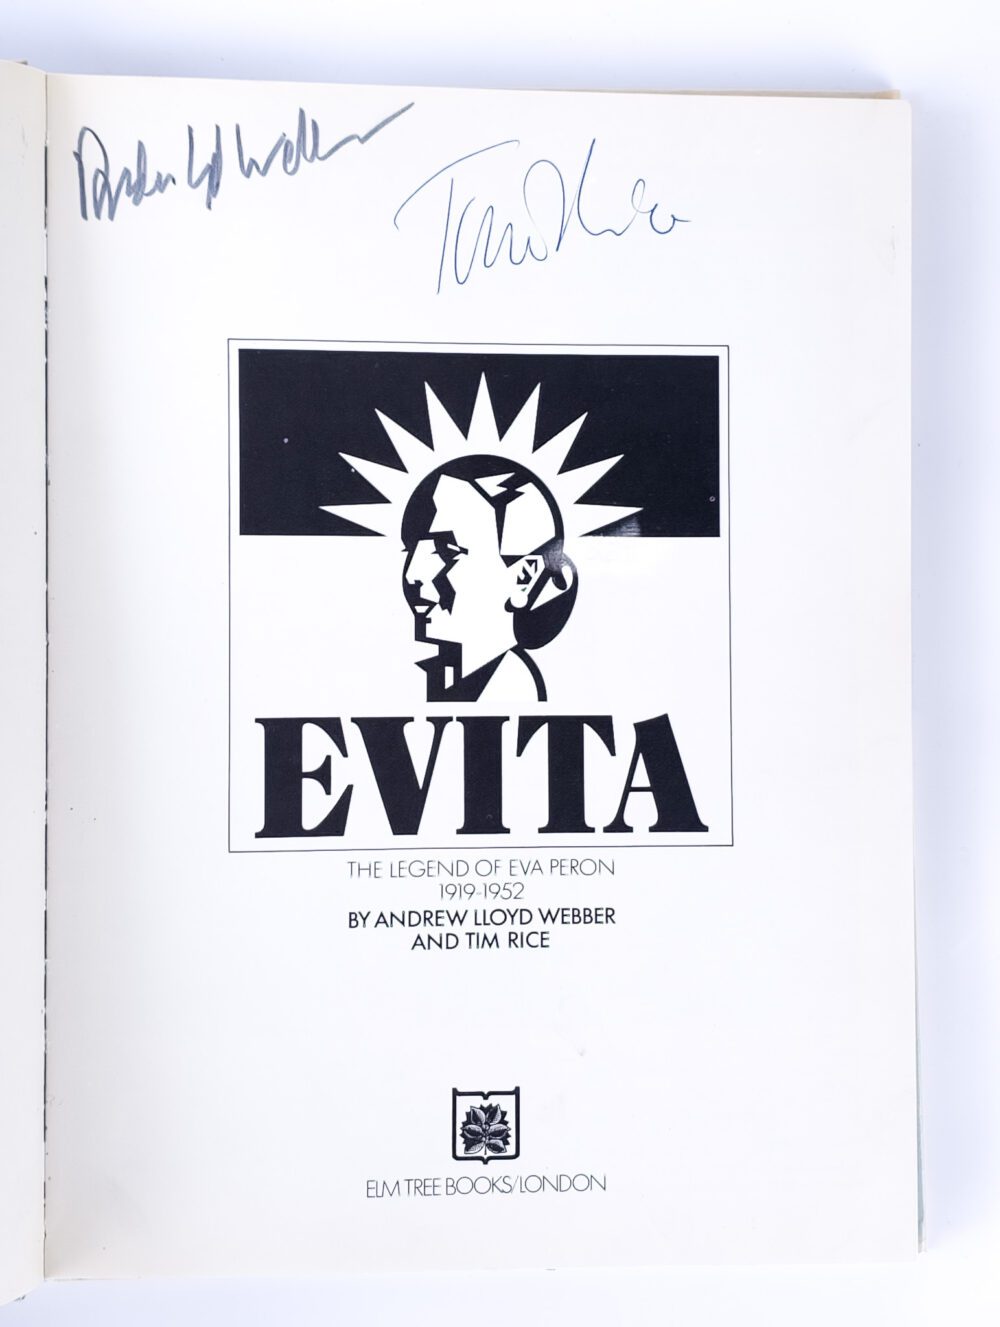 Andrew Lloyd Webber
Tim Rice
EVITA
THE LEGEND OF EVA PERON
1919-1952
BY ANDREW LLOYD WEBBER
AND TIM RICE
ELM TREE BOOKS/LONDON